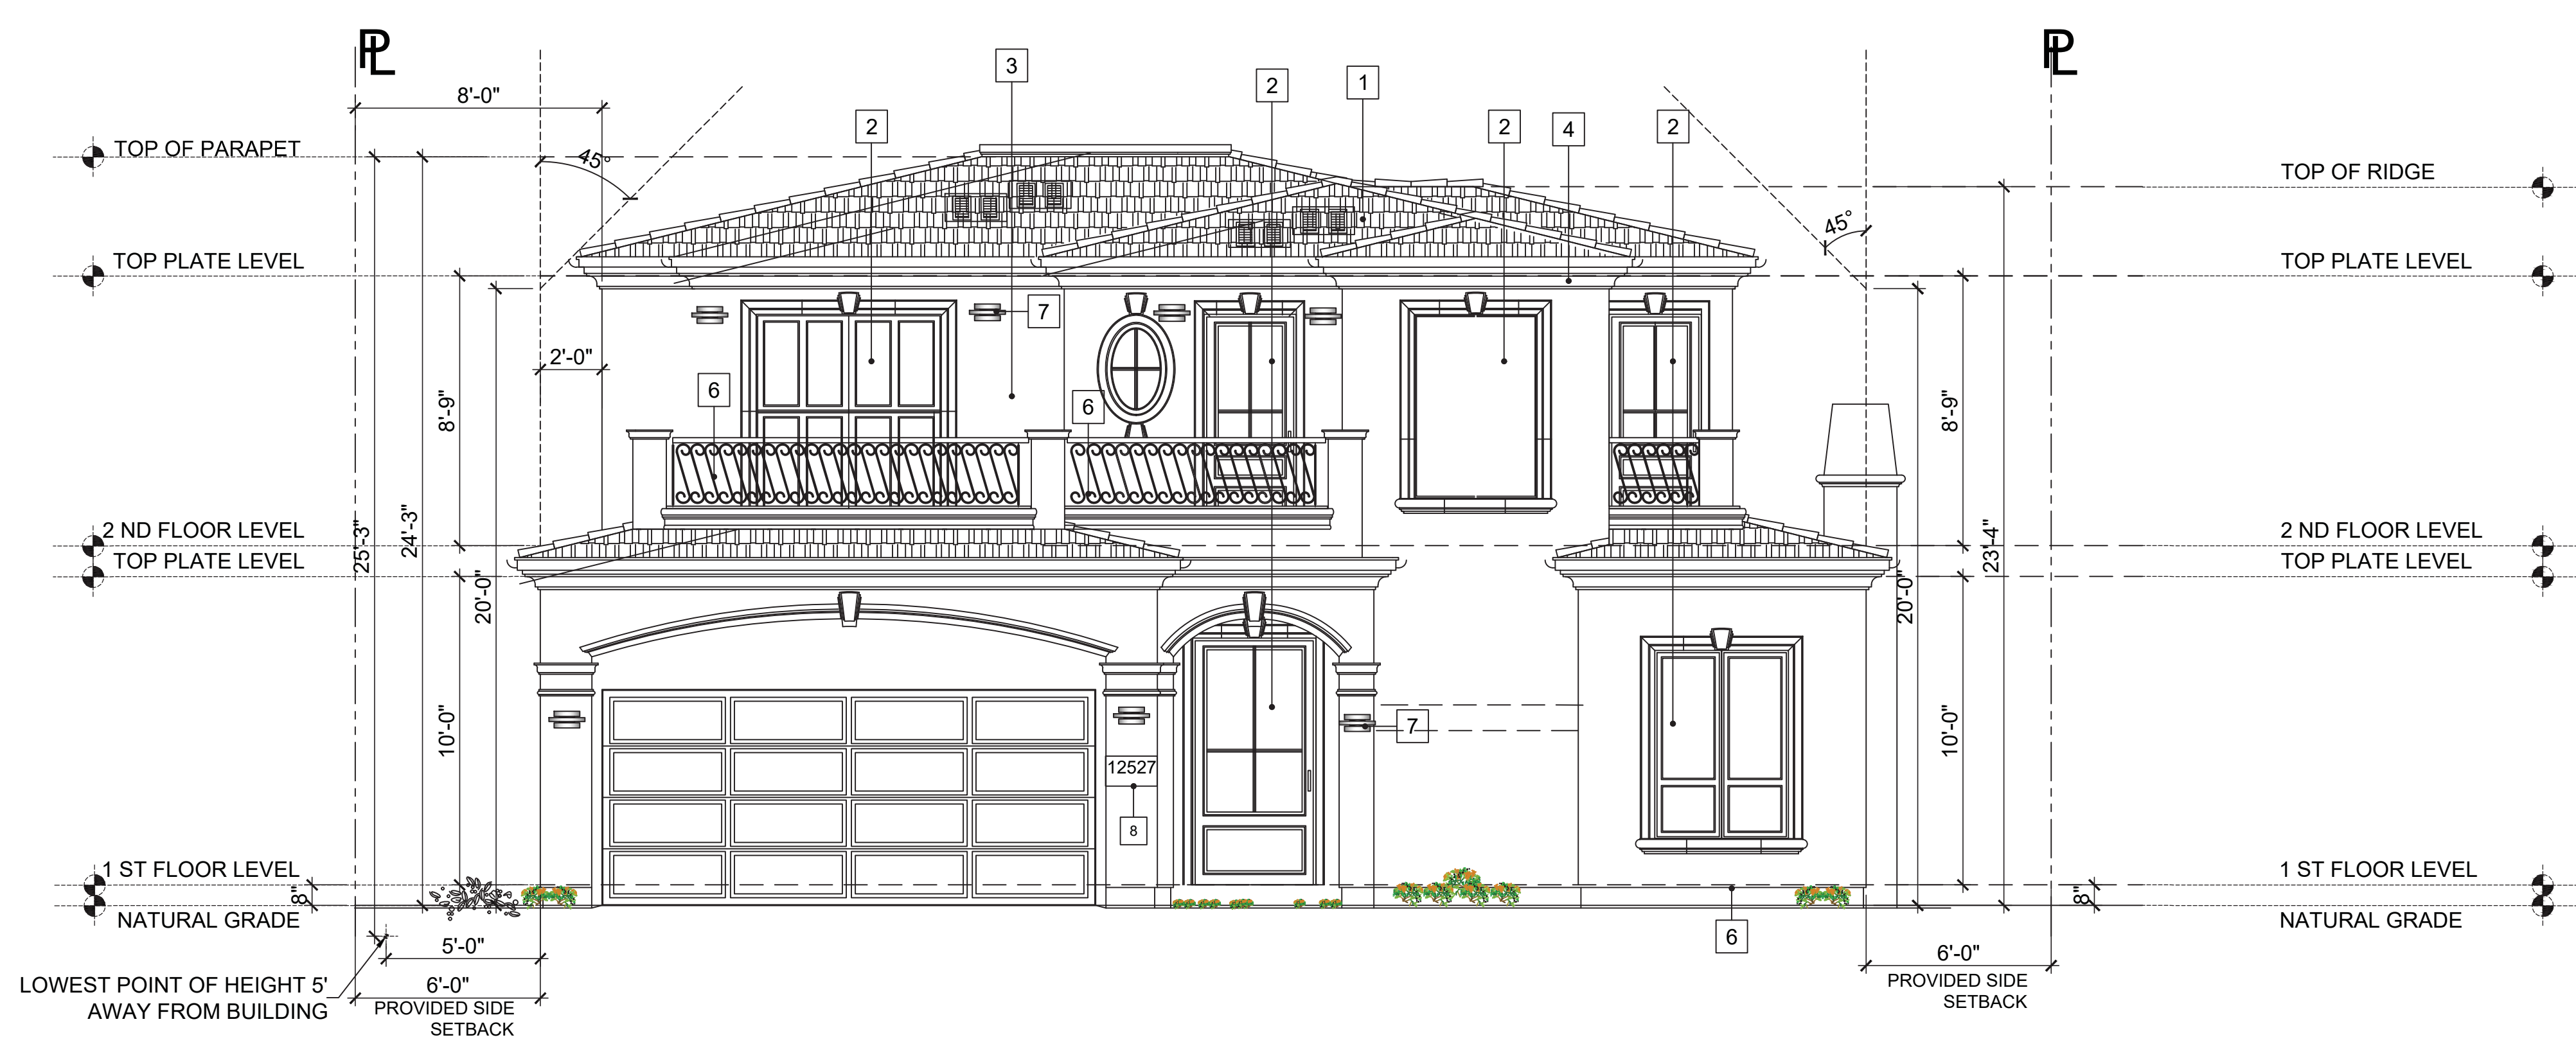 PL
PL
3
8'-0"
2
1
2
2
4
2
TOP OF PARAPET
45°
TOP OF RIDGE
45°
TOP PLATE LEVEL
TOP PLATE LEVEL
7
2'-0"
6
6
8'-9"
8'-9"
2 ND FLOOR LEVEL
25'-3"
24'-3"
23'-4"
2 ND FLOOR LEVEL
TOP PLATE LEVEL
TOP PLATE LEVEL
20'-0"
20'-0"
10'-0"
7
10'-0"
12527
8
1 ST FLOOR LEVEL
8"
8"
1 ST FLOOR LEVEL
NATURAL GRADE
NATURAL GRADE
6
5'-0"
6'-0"
LOWEST POINT OF HEIGHT 5'
AWAY FROM BUILDING
6'-0"
PROVIDED SIDE
SETBACK
PROVIDED SIDE
SETBACK